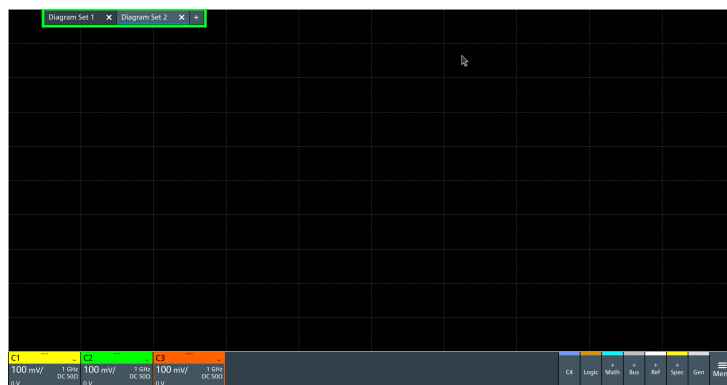 Diagram Set 1 × Diagram Set 2 × +
C1
100 mV/ 1 GHz
DC 50Ω
0 V
C2
100 mV/ 1 GHz
DC 50Ω
0 V
C3
100 mV/ 1 GHz
DC 50Ω
0 V
C4
Logic
+
Math
+
Bus
+
Ref
+
Spec
Gen
Men